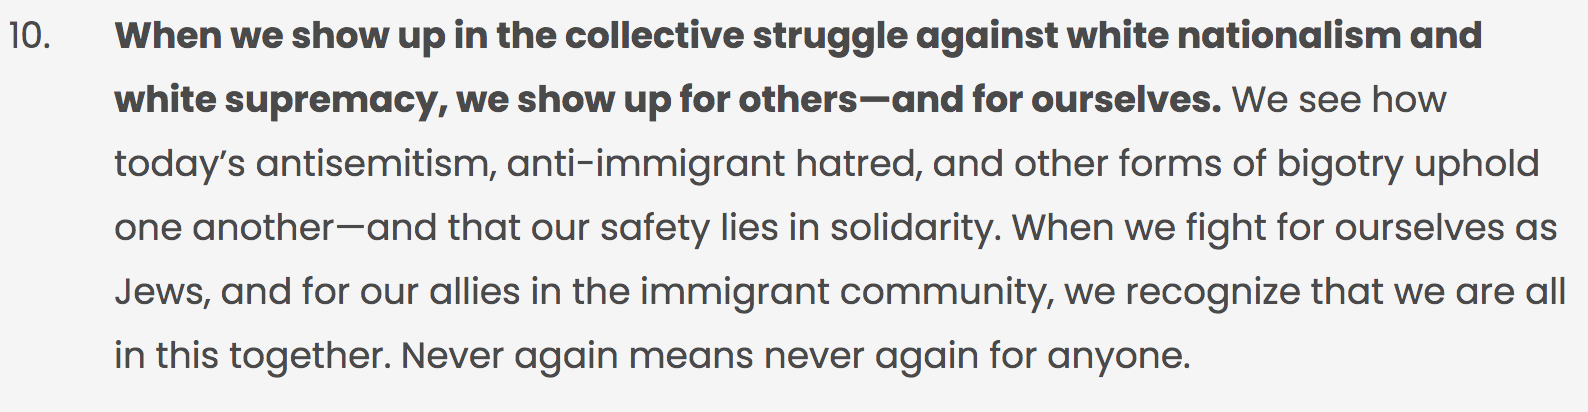 10. When we show up in the collective struggle against white nationalism and
white supremacy, we show up for others—and for ourselves. We see how
today’s antisemitism, anti-immigrant hatred, and other forms of bigotry uphold
one another—and that our safety lies in solidarity. When we fight for ourselves as
Jews, and for our allies in the immigrant community, we recognize that we are all
in this together. Never again means never again for anyone.